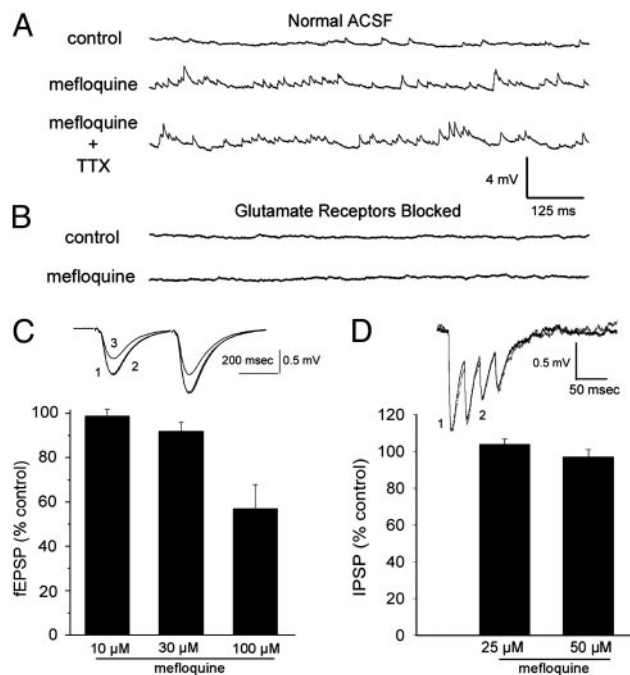 A
Normal ACSF
control
mefloquine
mefloquine
+
TTX
4 mV
125 ms
B
Glutamate Receptors Blocked
control
mefloquine
C
3
1
2
200 msec
0.5 mV
fEPSP (% control)
100
80
60
40
20
0
10 µM
30 µM
100 µM
mefloquine
D
1
2
0.5 mV
50 msec
IPSP (% control)
120
100
80
60
40
20
0
25 µM
50 µM
mefloquine